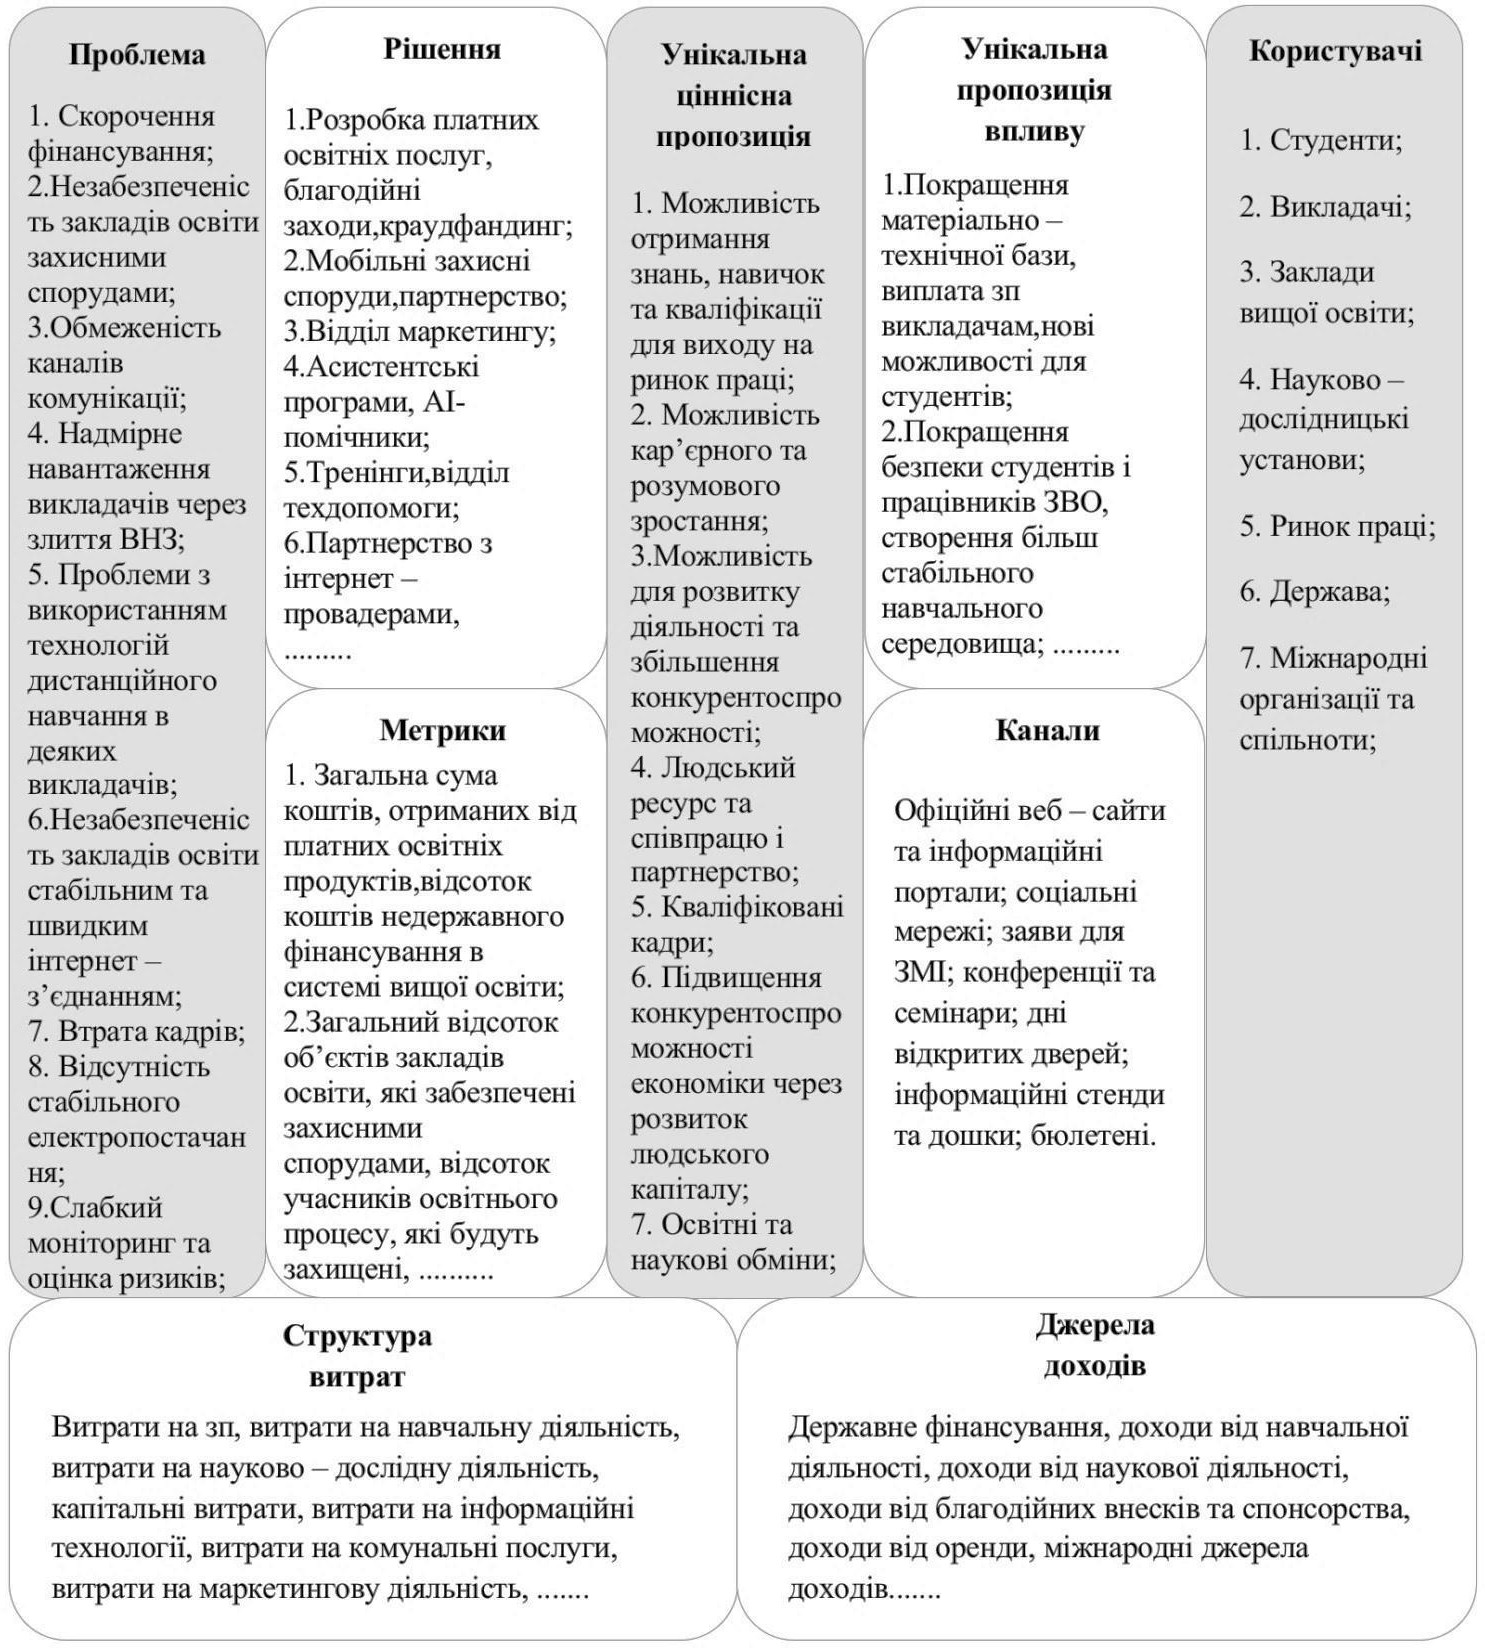 Проблема
1. Скорочення
фінансування;
2.Незабезпеченіс
ть закладів освіти
захисними
спорудами;
3.Обмеженість
каналів
комунікації;
4. Надмірне
навантаження
викладачів через
злиття ВНЗ;
5. Проблеми з
використанням
технологій
дистанційного
навчання в
деяких
викладачів;
6.Незабезпеченіс
ть закладів освіти
стабільним та
швидким
інтернет –
з’єднанням;
7. Втрата кадрів;
8. Відсутність
стабільного
електропостачан
ня;
9.Слабкий
моніторинг та
оцінка ризиків;
Рішення
1.Розробка платних
освітніх послуг,
благодійні
заходи,краудфандинг;
2.Мобільні захисні
споруди,партнерство;
3.Відділ маркетингу;
4.Асистентські
програми, АІ-
помічники;
5.Тренінги,відділ
техдопомоги;
6.Партнерство з
інтернет –
провадерами,
.........
Метрики
1. Загальна сума
коштів, отриманих від
платних освітніх
продуктів,відсоток
коштів недержавного
фінансування в
системі вищої освіти;
2.Загальний відсоток
об’єктів закладів
освіти, які забезпечені
захисними
спорудами, відсоток
учасників освітнього
процесу, які будуть
захищені, ..........
Унікальна
ціннісна
пропозиція
1. Можливість
отримання
знань, навичок
та кваліфікації
для виходу на
ринок праці;
2. Можливість
кар’єрного та
розумового
зростання;
3.Можливість
для розвитку
діяльності та
збільшення
конкурентоспро
можності;
4. Людський
ресурс та
співпрацю і
партнерство;
5. Кваліфіковані
кадри;
6. Підвищення
конкурентоспро
можності
економіки через
розвиток
людського
капіталу;
7. Освітні та
наукові обміни;
Унікальна
пропозиція
впливу
1.Покращення
матеріально –
технічної бази,
виплата зп
викладачам,нові
можливості для
студентів;
2.Покращення
безпеки студентів і
працівників ЗВО,
створення більш
стабільного
навчального
середовища; .........
Канали
Офіційні веб – сайти
та інформаційні
портали; соціальні
мережі; заяви для
ЗМІ; конференції та
семінари; дні
відкритих дверей;
інформаційні стенди
та дошки; бюлетені.
Користувачі
1. Студенти;
2. Викладачі;
3. Заклади
вищої освіти;
4. Науково –
дослідницькі
установи;
5. Ринок праці;
6. Держава;
7. Міжнародні
організації та
спільноти;
Структура
витрат
Витрати на зп, витрати на навчальну діяльність,
витрати на науково – дослідну діяльність,
капітальні витрати, витрати на інформаційні
технології, витрати на комунальні послуги,
витрати на маркетингову діяльність, .......
Джерела
доходів
Державне фінансування, доходи від навчальної
діяльності, доходи від наукової діяльності,
доходи від благодійних внесків та спонсорства,
доходи від оренди, міжнародні джерела
доходів.......